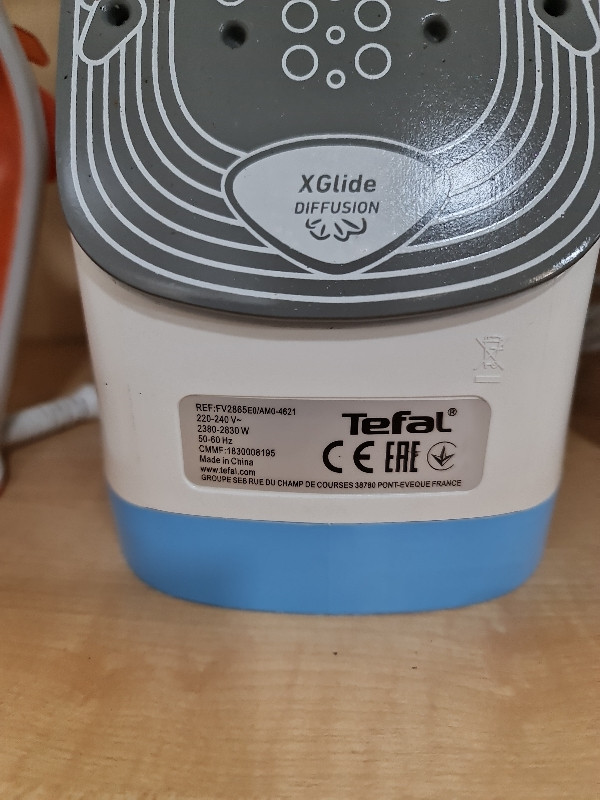 XGlide
DIFFUSION
REF:FV2865E0/AM0-4621
220-240 V~
2380-2830 W
50-60 Hz
CMMF:1830008195
Made in China
www.tefal.com
GROUPE SEB RUE DU CHAMP DE COURSES 38780 PONT-EVEQUE FRANCE
Tefal®
CE EAC